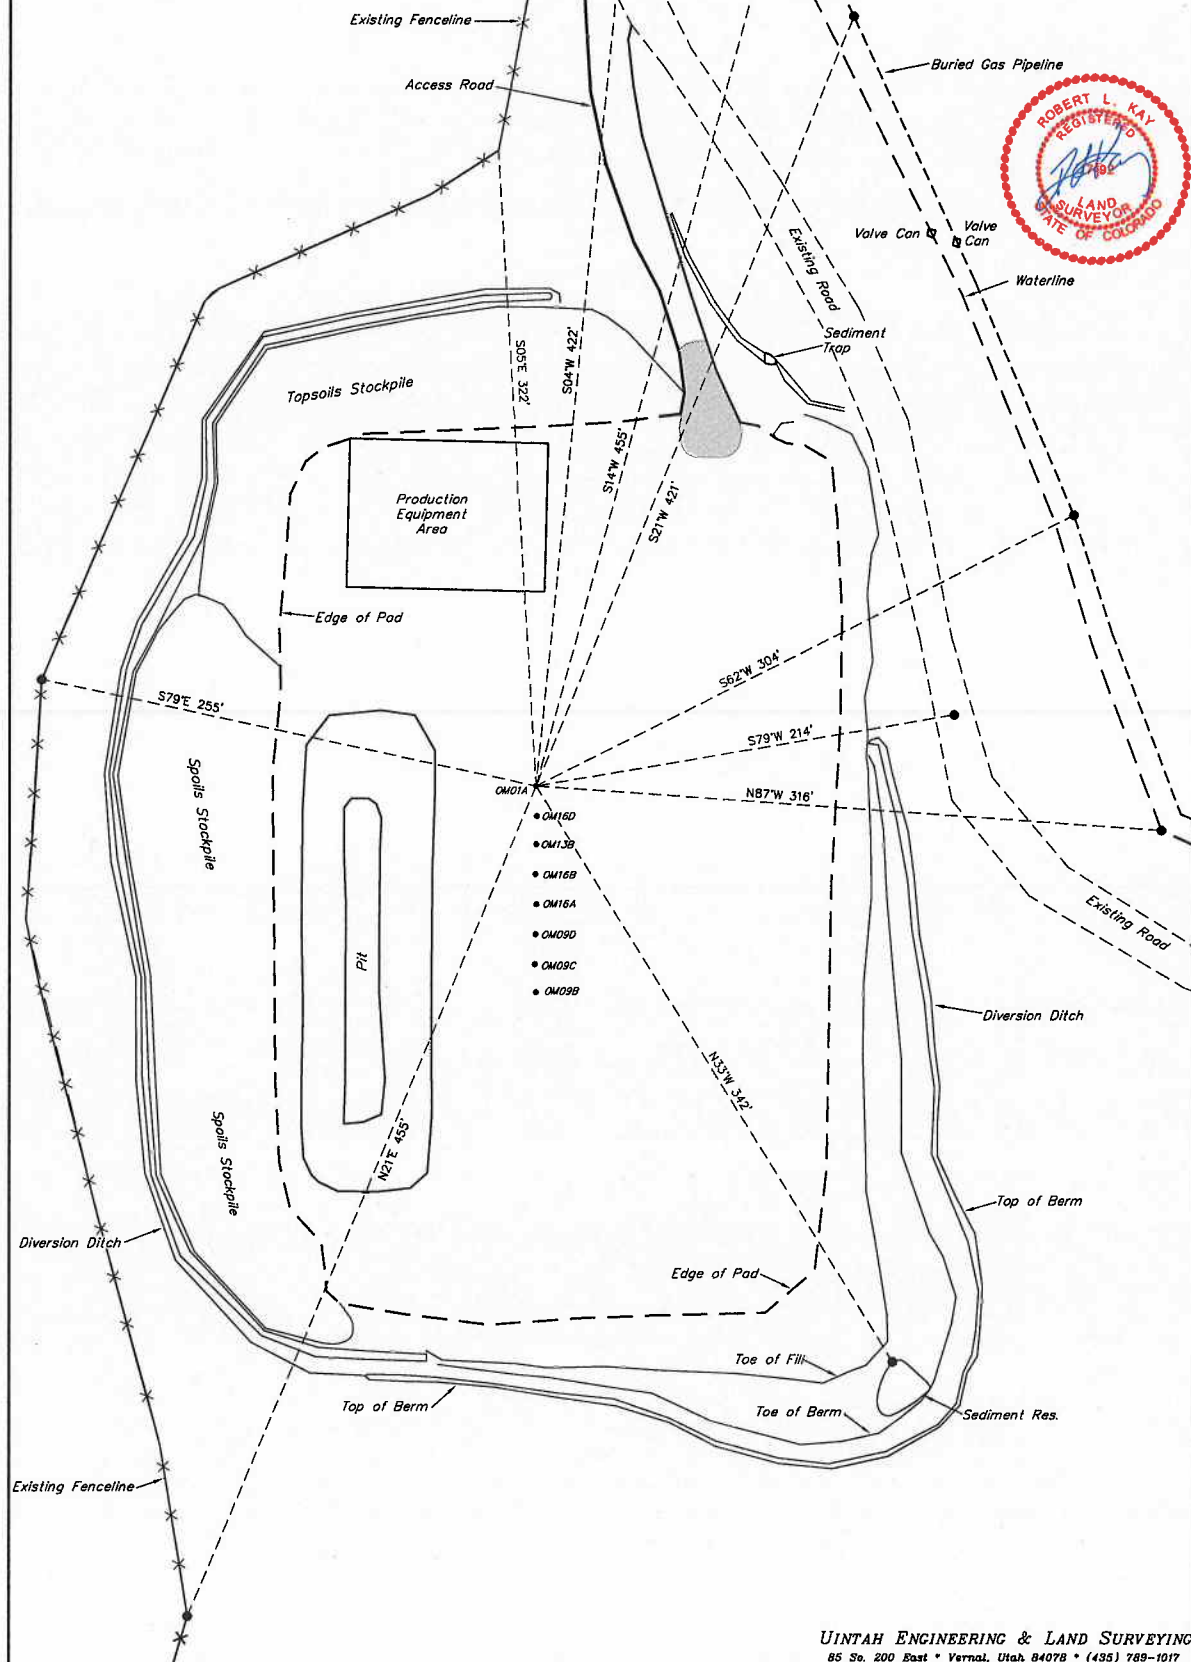 Existing Fenceline
Access Road
Buried Gas Pipeline
ROBERT L. KAY
REGISTERED
LAND
SURVEYOR
STATE OF COLORADO
Valve Can
Valve
Can
Waterline
Existing Road
Sediment
Trap
S05°E 322'
S04°W 422'
Topsoils Stockpile
S14°W 455'
S21°W 421'
Production
Equipment
Area
Edge of Pad
S62°W 304'
S79°E 255'
S79°W 214'
N87°W 316'
OM01A
OM16D
OM13B
OM16B
OM16A
OM09D
OM09C
OM09B
Spoils Stockpile
Pit
Existing Road
Diversion Ditch
N33°W 342'
N21°E 455'
Spoils Stockpile
Top of Berm
Diversion Ditch
Edge of Pad
Toe of Fill
Top of Berm
Toe of Berm
Sediment Res.
Existing Fenceline
UINTAH ENGINEERING & LAND SURVEYING
85 So. 200 East * Vernal, Utah 84078 * (435) 789-1017